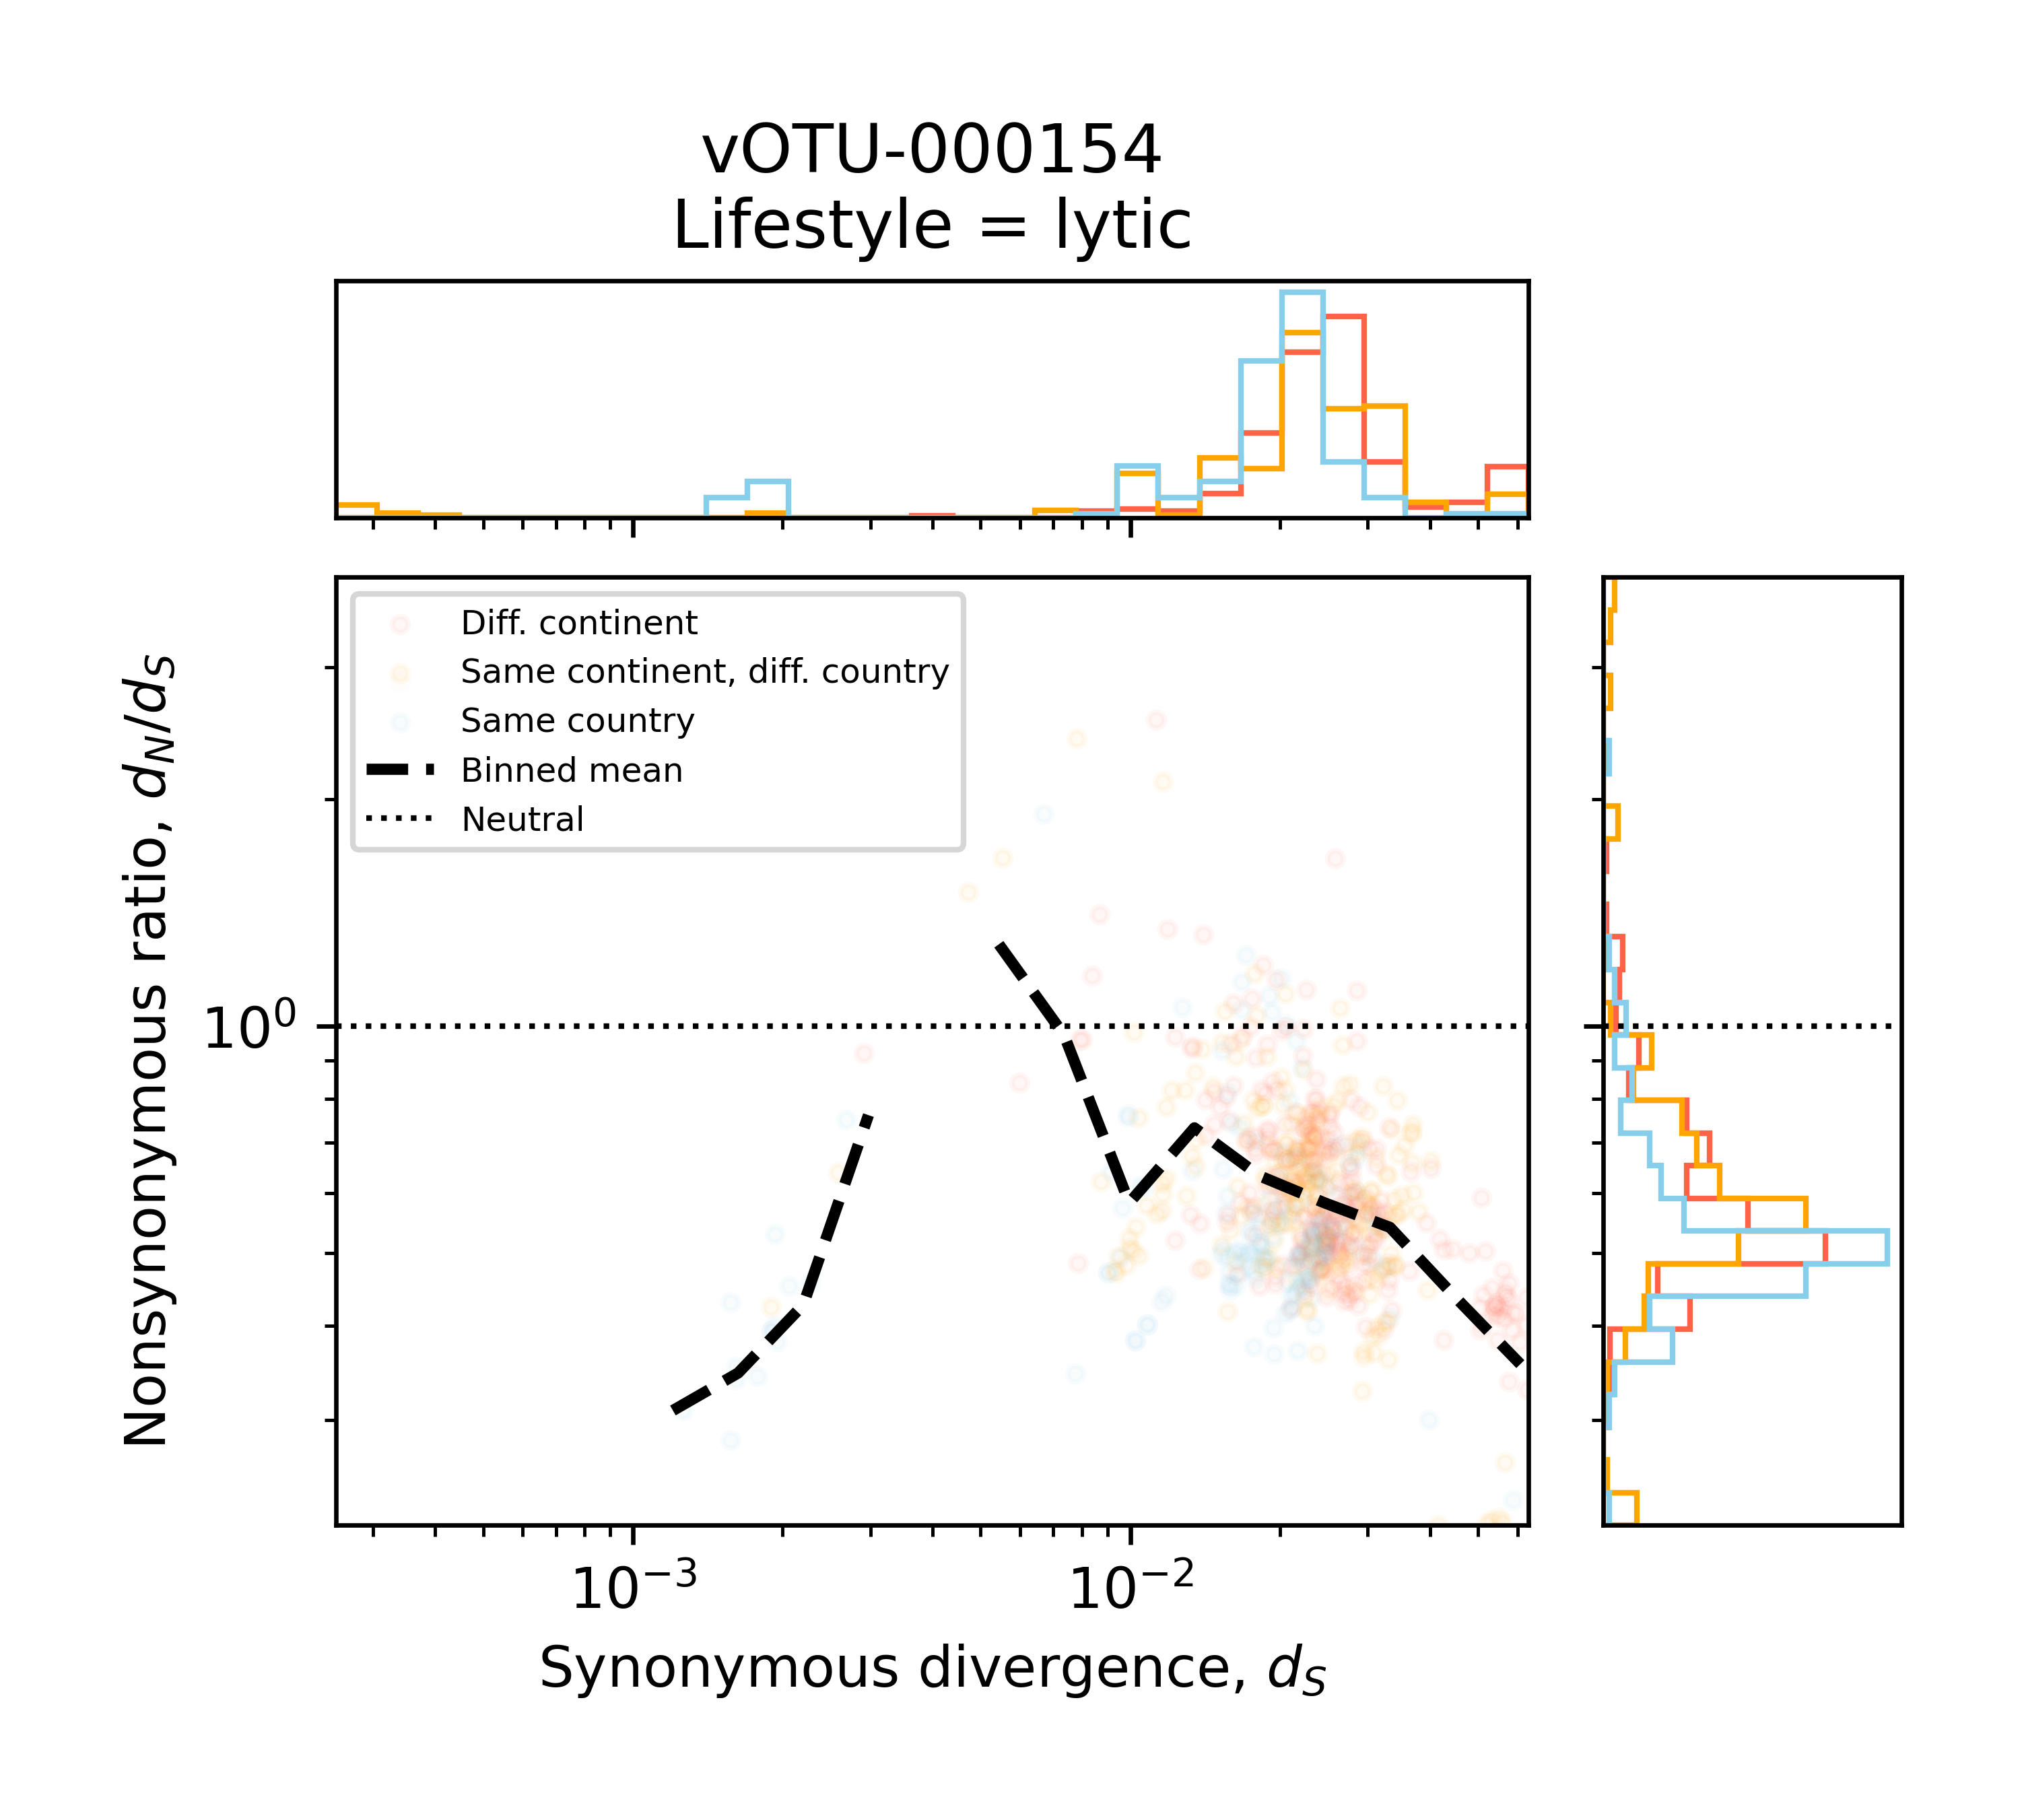 vOTU-000154
Lifestyle = lytic
Diff. continent
Same continent, diff. country
Same country
Binned mean
Neutral
Nonsynonymous ratio, $d_N/d_S$
10⁰
10⁻³
10⁻²
Synonymous divergence, $d_S$